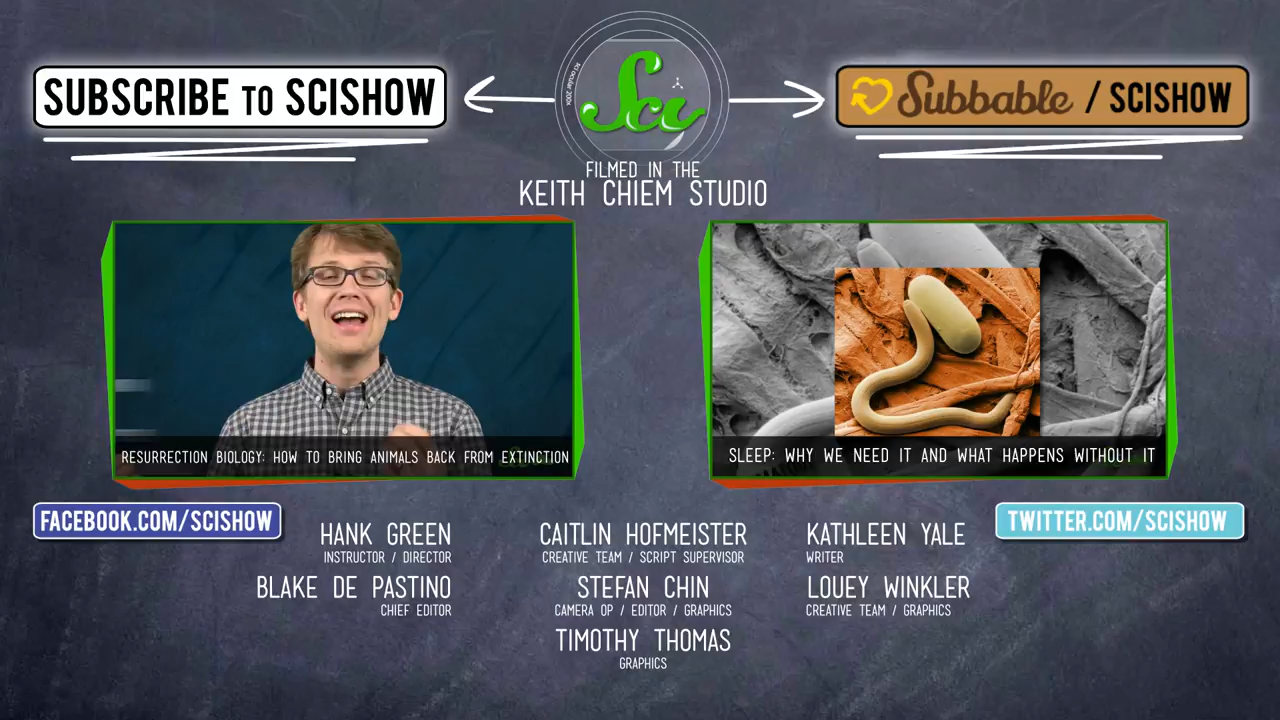 SUBSCRIBE TO SCISHOW
Sci
Subbable / SCISHOW
FILMED IN THE
KEITH CHIEM STUDIO
RESURRECTION BIOLOGY: HOW TO BRING ANIMALS BACK FROM EXTINCTION
SLEEP: WHY WE NEED IT AND WHAT HAPPENS WITHOUT IT
FACEBOOK.COM/SCISHOW
TWITTER.COM/SCISHOW
HANK GREEN
INSTRUCTOR / DIRECTOR
BLAKE DE PASTINO
CHIEF EDITOR
CAITLIN HOFMEISTER
CREATIVE TEAM / SCRIPT SUPERVISOR
STEFAN CHIN
CAMERA OP / EDITOR / GRAPHICS
TIMOTHY THOMAS
GRAPHICS
KATHLEEN YALE
WRITER
LOUEY WINKLER
CREATIVE TEAM / GRAPHICS